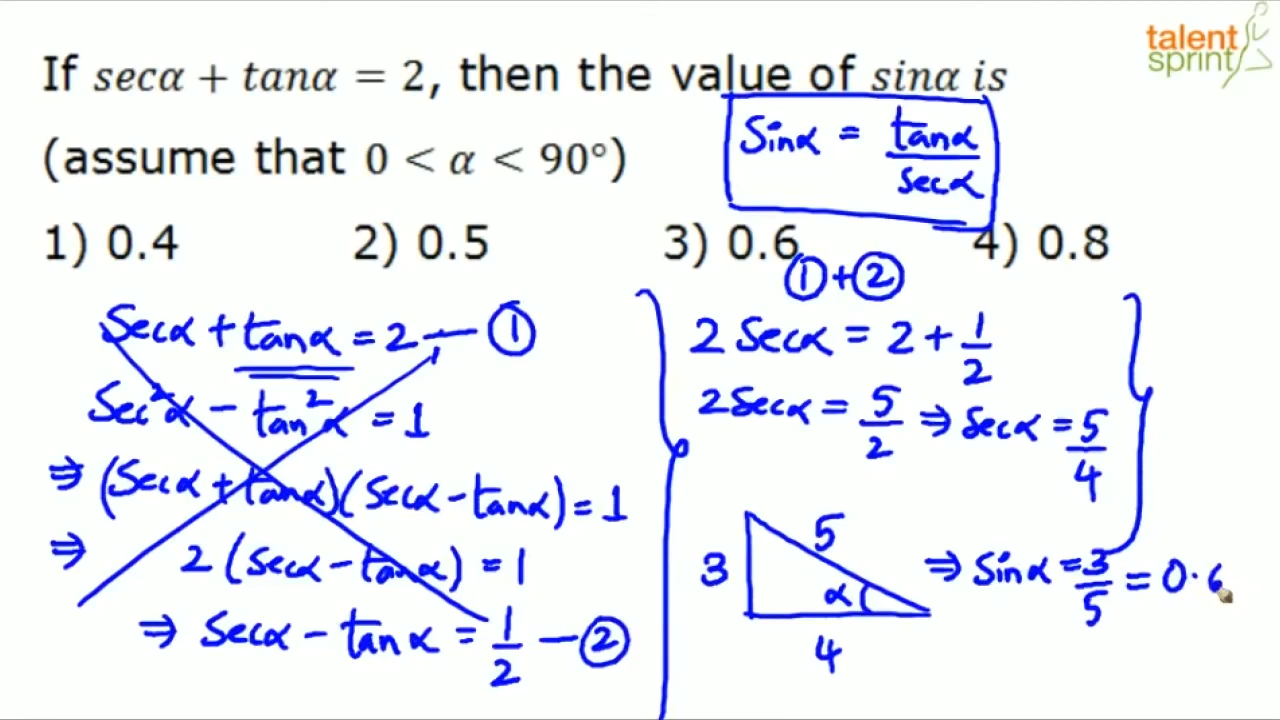 talent
sprint
If secα + tanα = 2, then the value of sinα is
(assume that 0 < α < 90°)
Sinα = tanα/secα
1) 0.4 2) 0.5 3) 0.6 4) 0.8
Secα + tanα = 2 — ①
Sec²α - tan²α = 1
⇒ (Secα + tanα)(Secα - tanα) = 1
⇒ 2(Secα - tanα) = 1
⇒ Secα - tanα = 1/2 — ②
① + ②
2 Secα = 2 + 1/2
2 Secα = 5/2 ⇒ Secα = 5/4
3
5
α
4
⇒ Sinα = 3/5 = 0.6